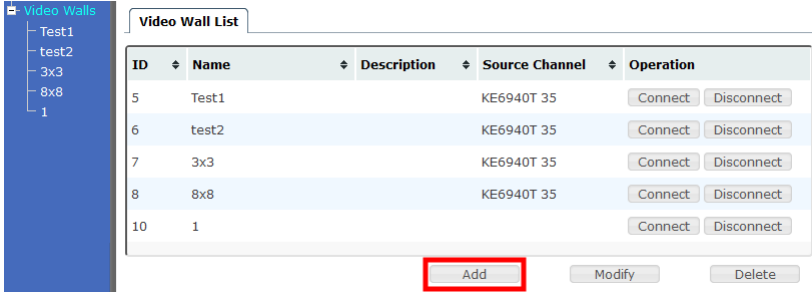 Video Walls
Test1
test2
3x3
8x8
1
Video Wall List
ID Name Description Source Channel Operation
5 Test1 KE6940T 35 Connect Disconnect
6 test2 KE6940T 35 Connect Disconnect
7 3x3 KE6940T 35 Connect Disconnect
8 8x8 KE6940T 35 Connect Disconnect
10 1 Connect Disconnect
Add Modify Delete